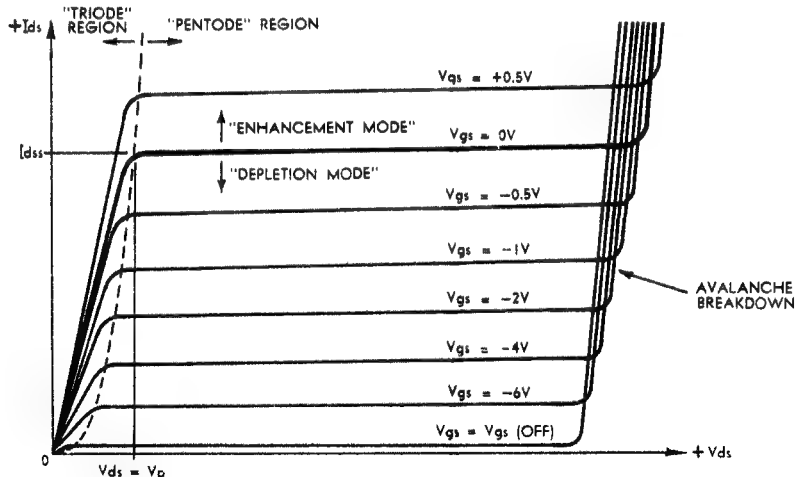 "TRIODE" REGION
"PENTODE" REGION
+Ids
Vgs = +0.5V
"ENHANCEMENT MODE"
Vgs = 0V
Idss
"DEPLETION MODE"
Vgs = -0.5V
Vgs = -1V
Vgs = -2V
AVALANCHE
BREAKDOWN
Vgs = -4V
Vgs = -6V
Vgs = Vgs (OFF)
0
+Vds
Vds = Vp